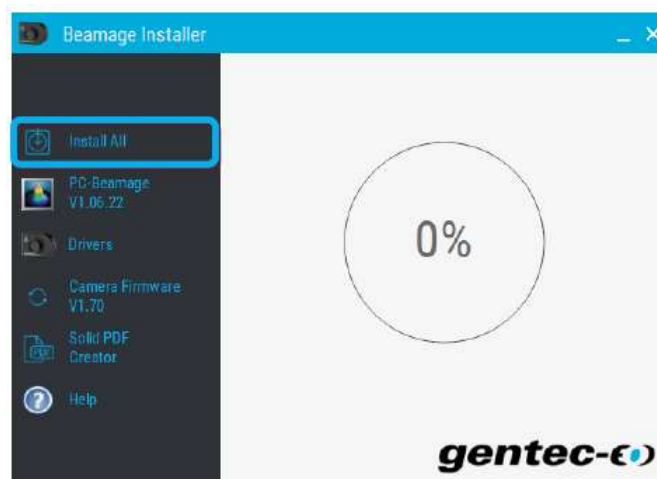 Beamage Installer
Install All
PC-Beamage
V1.06.22
Drivers
Camera Firmware
V1.70
Solid PDF
Creator
Help
0%
gentec-eo